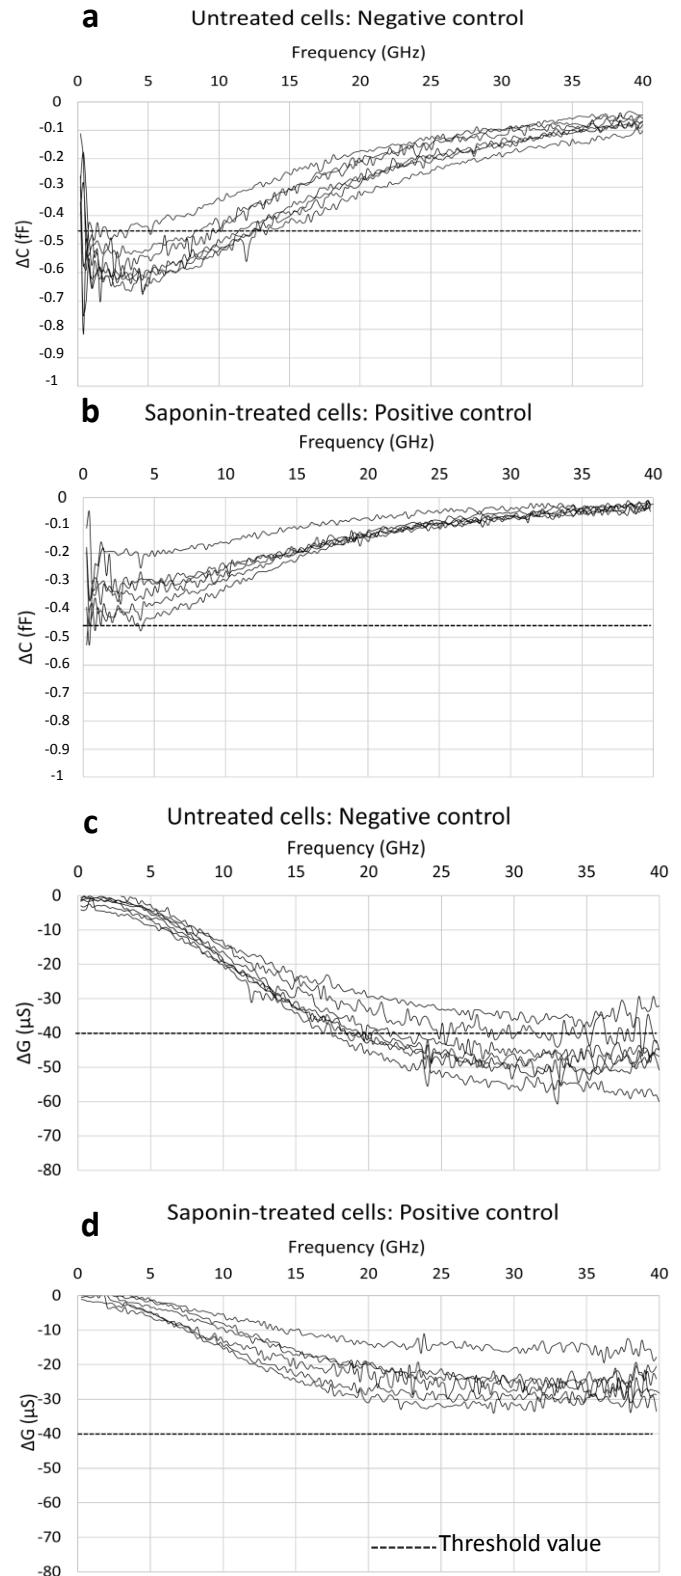 a
Untreated cells: Negative control
Frequency (GHz)
0 5 10 15 20 25 30 35 40
0
-0.1
-0.2
-0.3
-0.4
-0.5
-0.6
-0.7
-0.8
-0.9
-1
ΔC (fF)
b
Saponin-treated cells: Positive control
Frequency (GHz)
0 5 10 15 20 25 30 35 40
0
-0.1
-0.2
-0.3
-0.4
-0.5
-0.6
-0.7
-0.8
-0.9
-1
ΔC (fF)
c
Untreated cells: Negative control
Frequency (GHz)
0 5 10 15 20 25 30 35 40
0
-10
-20
-30
-40
-50
-60
-70
-80
ΔG (µS)
d
Saponin-treated cells: Positive control
Frequency (GHz)
0 5 10 15 20 25 30 35 40
0
-10
-20
-30
-40
-50
-60
-70
-80
ΔG (µS)
Threshold value